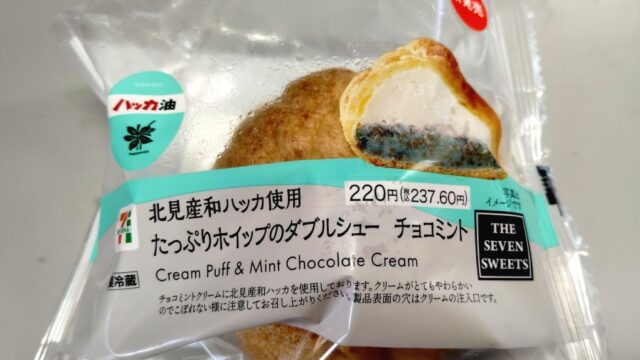 発売
ハッカ油
220円(税込237.60円)
写真は
イメージです
北見産和ハッカ使用
たっぷりホイップのダブルシュー チョコミント
Cream Puff & Mint Chocolate Cream
THE
SEVEN
SWEETS
要冷蔵
チョコミントクリームに北見産和ハッカを使用しております。クリームがとてもやわらかい
のでこぼれない様に注意してお召し上がりください。製品表面の穴はクリームの注入口です。